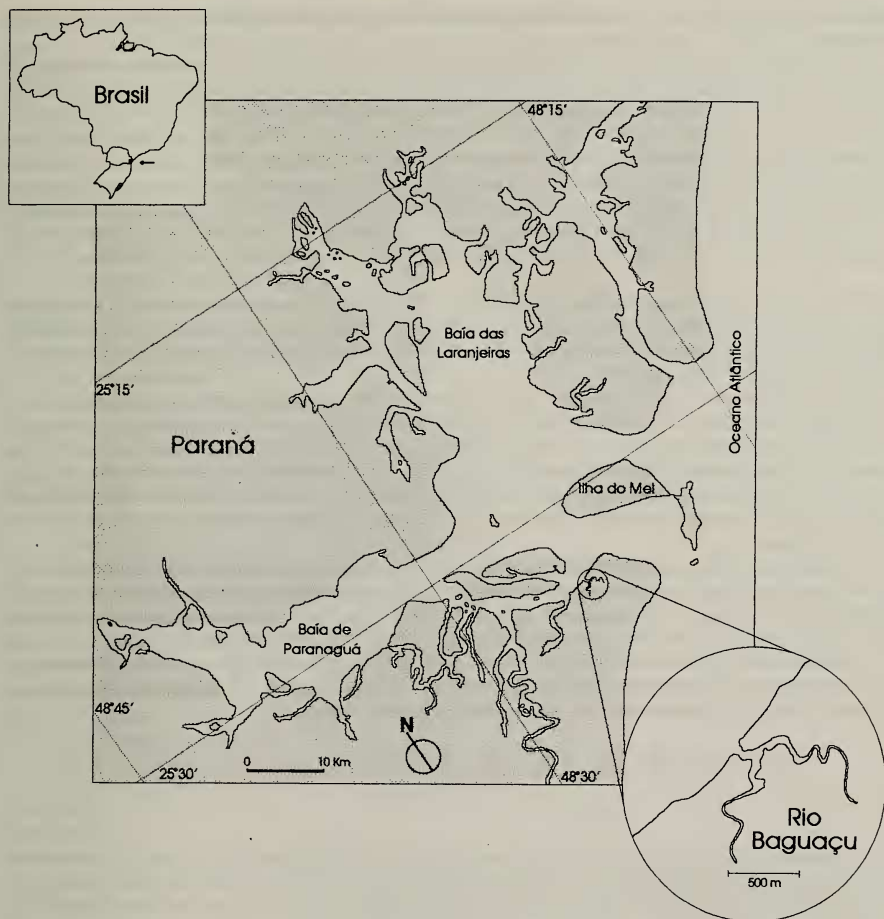 Brasil
48°15′
Baía das
Laranjeiras
Oceano Atlântico
25°15′
Paraná
Ilha do Mel
Baía de
Paranaguá
48°45′
N
0 10 Km
25°30′
48°30′
Rio
Baguaçu
500 m